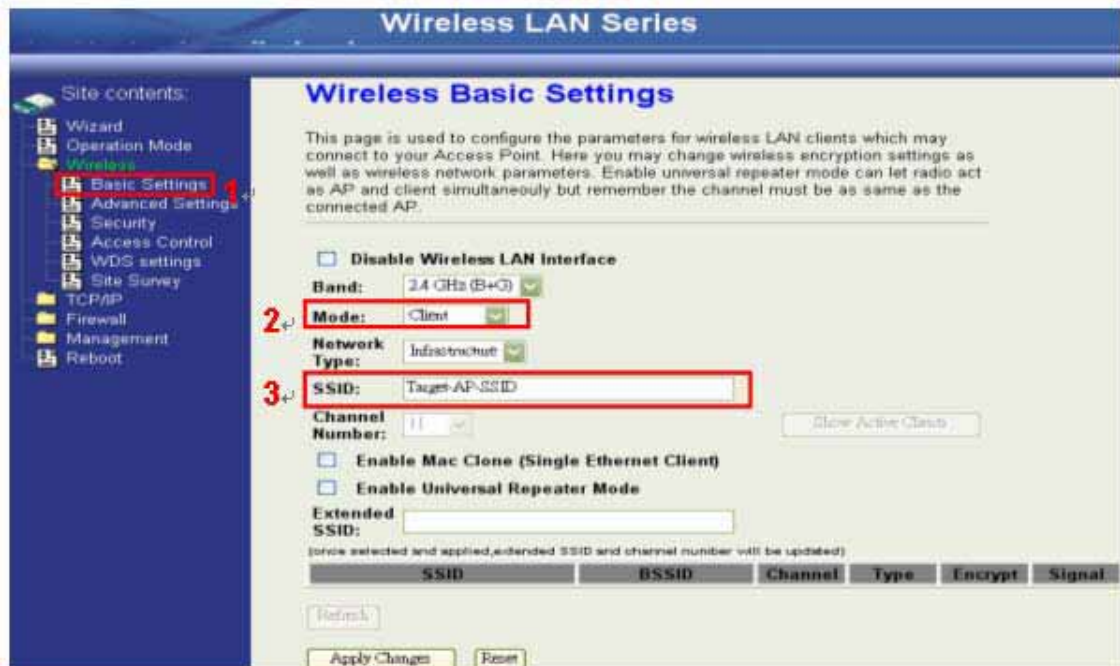 Wireless LAN Series
Site contents:
Wizard
Operation Mode
Wireless
Basic Settings
1
Advanced Settings
Security
Access Control
WDS settings
Site Survey
TCP/IP
Firewall
Management
Reboot
Wireless Basic Settings
This page is used to configure the parameters for wireless LAN clients which may
connect to your Access Point. Here you may change wireless encryption settings as
well as wireless network parameters. Enable universal repeater mode can let radio act
as AP and client simultaneouly but remember the channel must be as same as the
connected AP.
Disable Wireless LAN Interface
Band: 2.4 GHz (B+G)
2 Mode: Client
Network Type: Infrastructure
3 SSID: Target-AP-SSID
Channel Number: 11 Show Active Clients
Enable Mac Clone (Single Ethernet Client)
Enable Universal Repeater Mode
Extended SSID:
(once selected and applied,extended SSID and channel number will be updated)
SSID BSSID Channel Type Encrypt Signal
Refresh
Apply Changes Reset